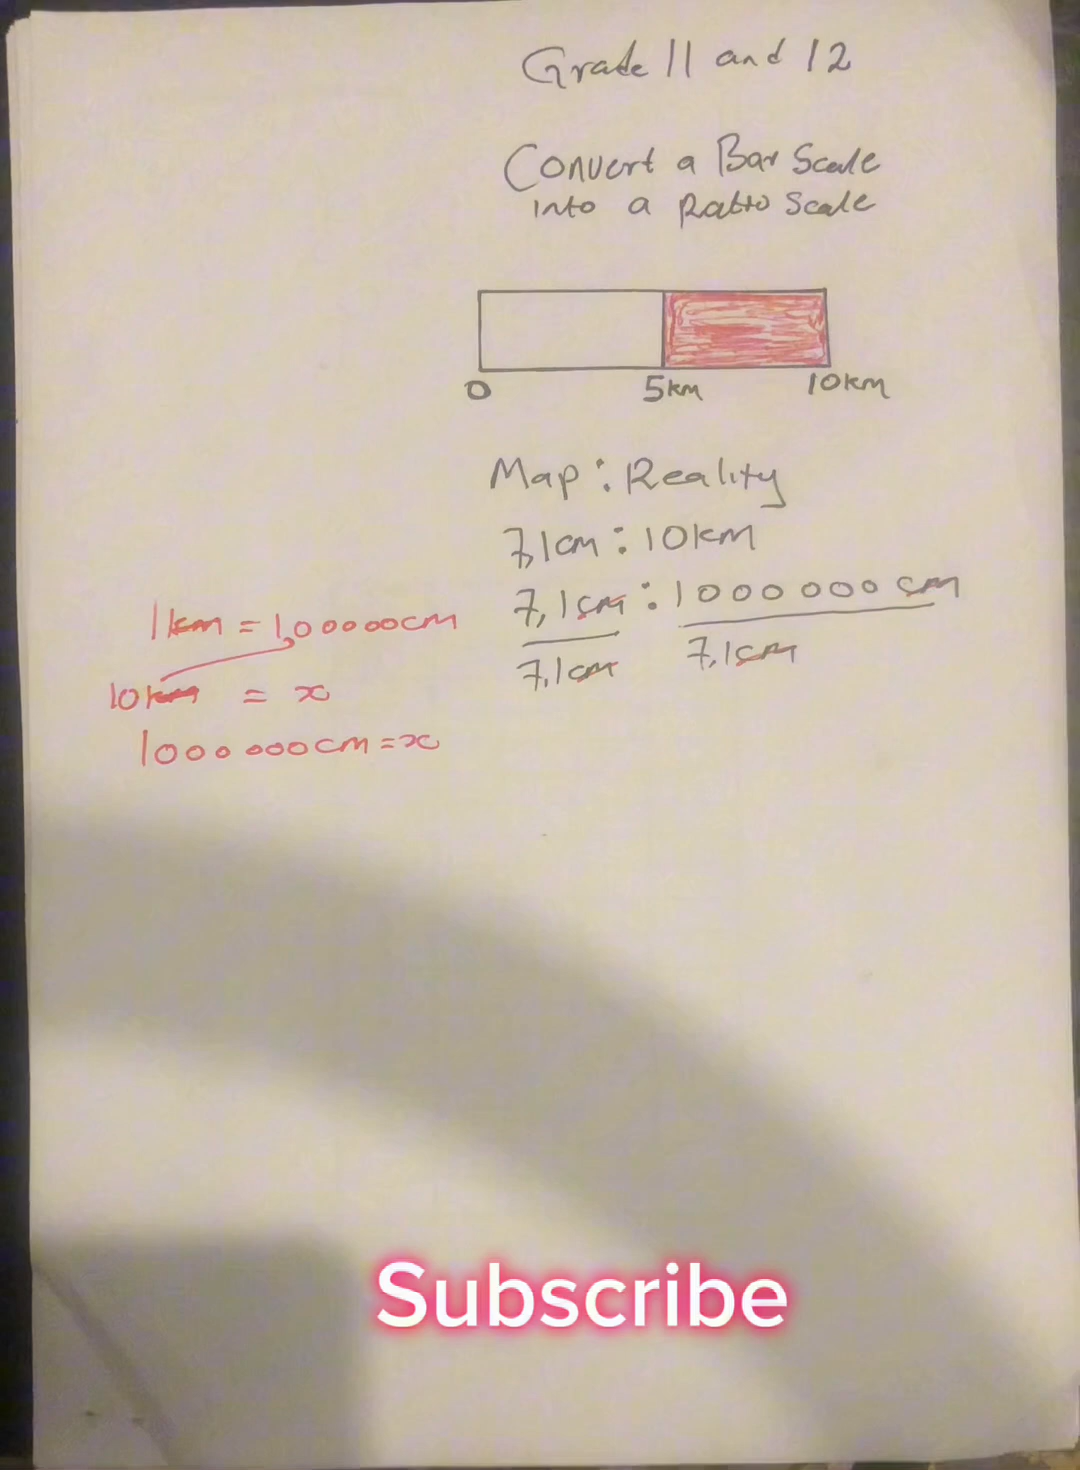 Grade 11 and 12
Convert a Bar Scale
into a Ratio Scale
0 5km 10km
Map : Reality
7,1cm : 10km
7,1cm : 1000 000 cm
7,1cm 7,1cm
1km = 1,00000cm
10km = x
1000 000cm = x
Subscribe